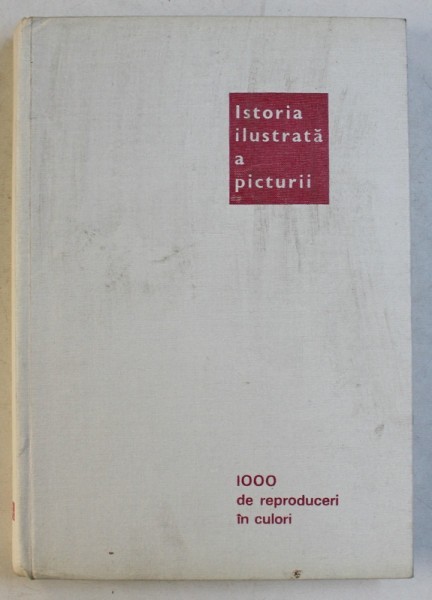 Istoria
ilustrată
a
picturii
1000
de reproduceri
în culori